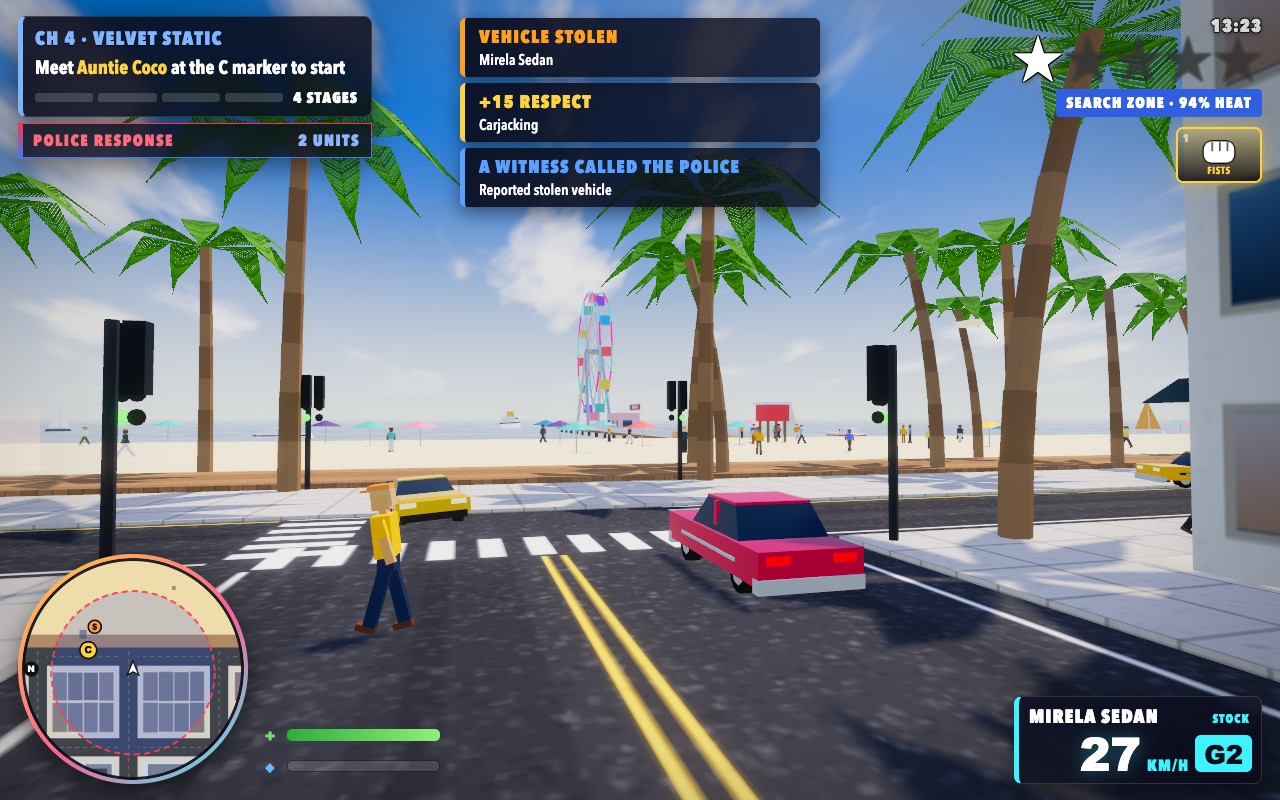 CH 4 · VELVET STATIC
Meet Auntie Coco at the C marker to start
4 STAGES
POLICE RESPONSE
2 UNITS
VEHICLE STOLEN
Mirela Sedan
+15 RESPECT
Carjacking
A WITNESS CALLED THE POLICE
Reported stolen vehicle
13:23
SEARCH ZONE · 94% HEAT
1
FISTS
$
C
N
MIRELA SEDAN
STOCK
27 KM/H
G2